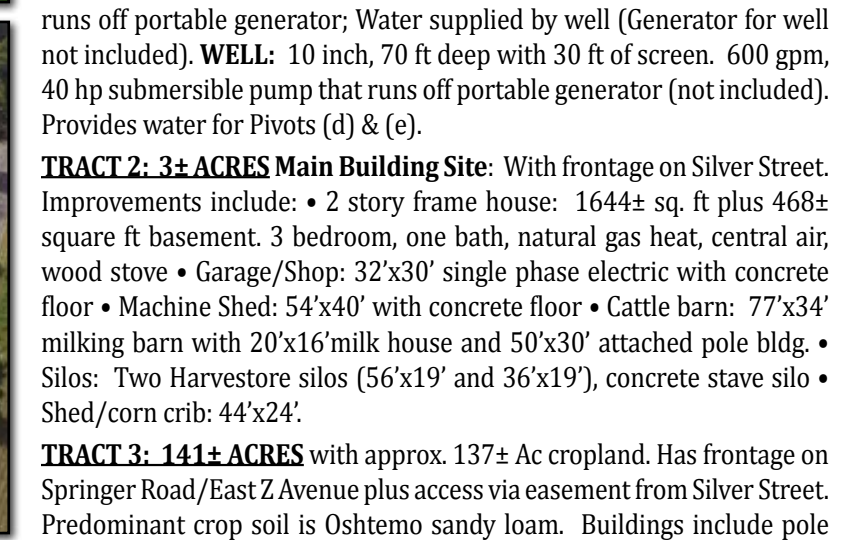 runs off portable generator; Water supplied by well (Generator for well
not included). WELL: 10 inch, 70 ft deep with 30 ft of screen. 600 gpm,
40 hp submersible pump that runs off portable generator (not included).
Provides water for Pivots (d) & (e).
TRACT 2: 3± ACRES Main Building Site: With frontage on Silver Street.
Improvements include: • 2 story frame house: 1644± sq. ft plus 468±
square ft basement. 3 bedroom, one bath, natural gas heat, central air,
wood stove • Garage/Shop: 32’x30’ single phase electric with concrete
floor • Machine Shed: 54’x40’ with concrete floor • Cattle barn: 77’x34’
milking barn with 20’x16’milk house and 50’x30’ attached pole bldg. •
Silos: Two Harvestore silos (56’x19’ and 36’x19’), concrete stave silo •
Shed/corn crib: 44’x24’.
TRACT 3: 141± ACRES with approx. 137± Ac cropland. Has frontage on
Springer Road/East Z Avenue plus access via easement from Silver Street.
Predominant crop soil is Oshtemo sandy loam. Buildings include pole